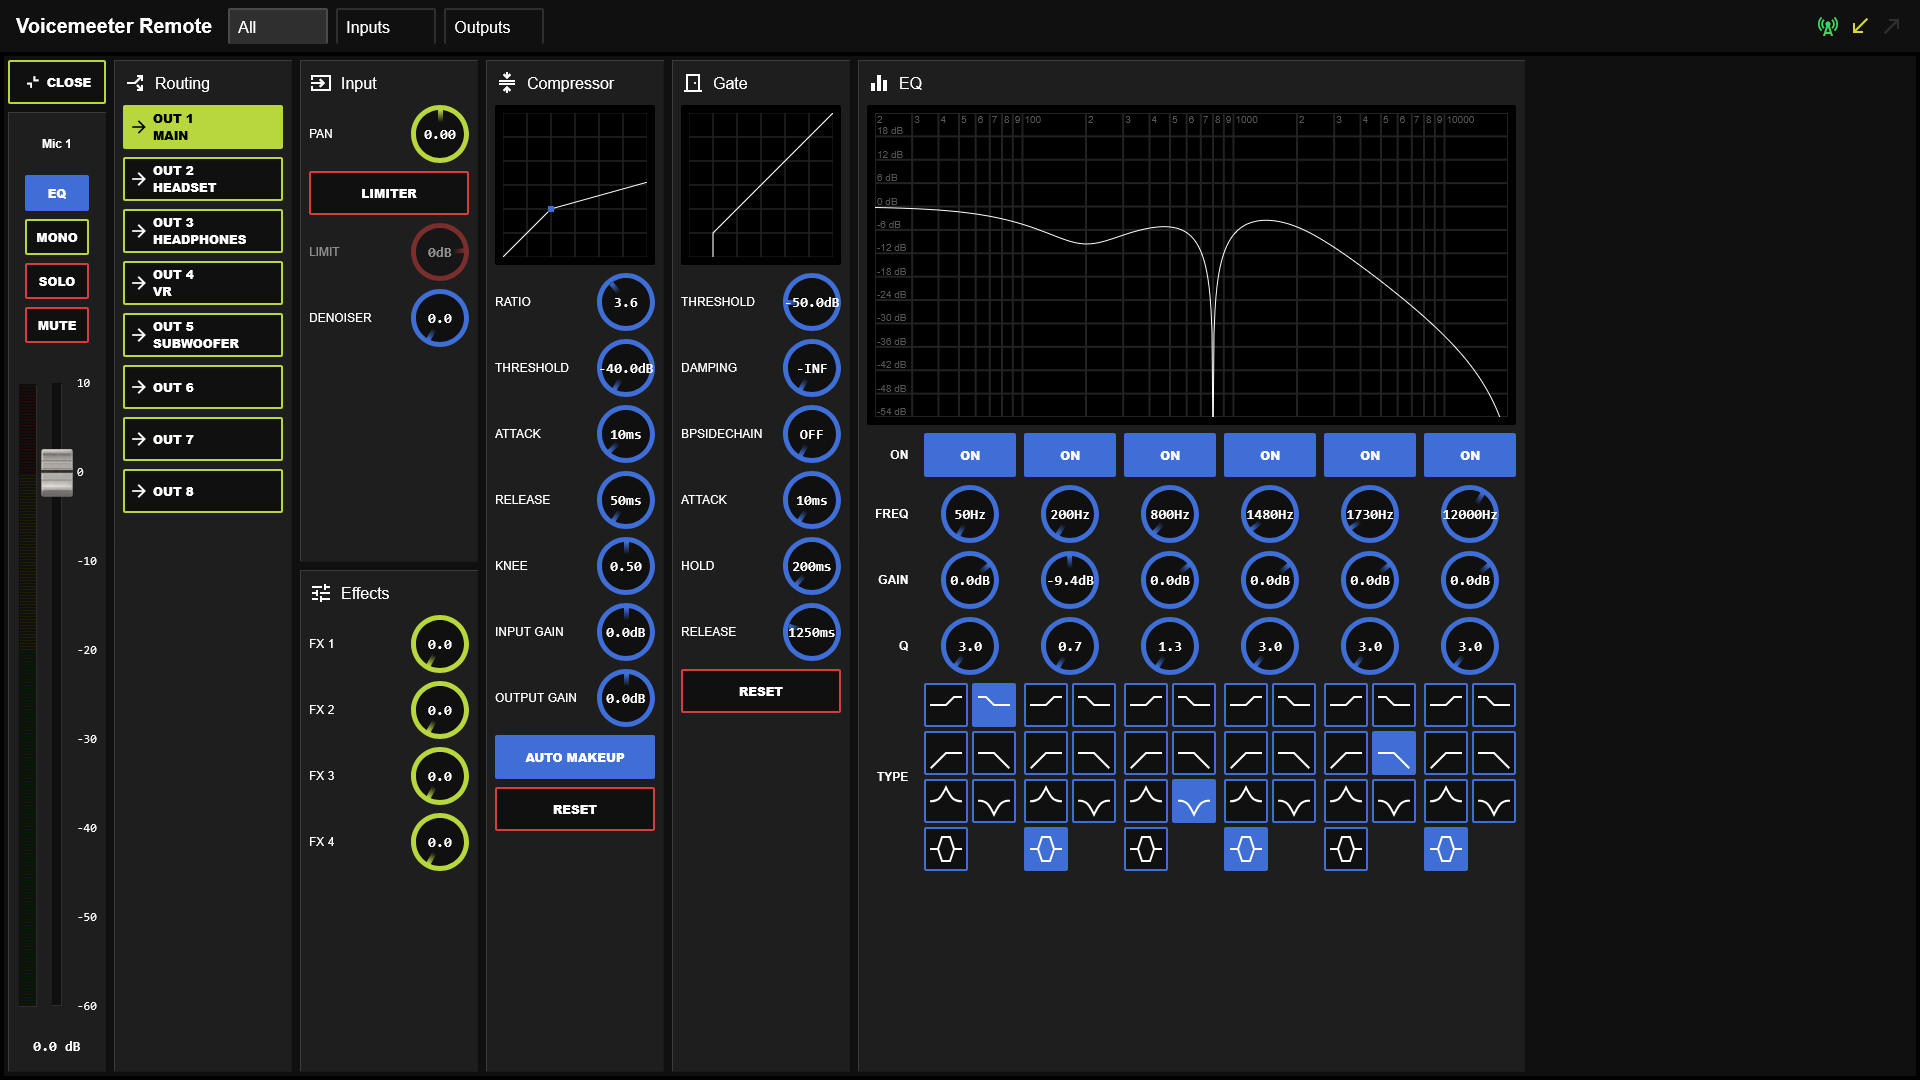 Voicemeeter Remote
All
Inputs
Outputs
CLOSE
Mic 1
EQ
MONO
SOLO
MUTE
10
0
-10
-20
-30
-40
-50
-60
0.0 dB
Routing
OUT 1
MAIN
OUT 2
HEADSET
OUT 3
HEADPHONES
OUT 4
VR
OUT 5
SUBWOOFER
OUT 6
OUT 7
OUT 8
Input
PAN 0.00
LIMITER
LIMIT 0dB
DENOISER 0.0
Effects
FX 1 0.0
FX 2 0.0
FX 3 0.0
FX 4 0.0
Compressor
RATIO 3.6
THRESHOLD -40.0dB
ATTACK 10ms
RELEASE 50ms
KNEE 0.50
INPUT GAIN 0.0dB
OUTPUT GAIN 0.0dB
AUTO MAKEUP
RESET
Gate
THRESHOLD -50.0dB
DAMPING -INF
BPSIDECHAIN OFF
ATTACK 10ms
HOLD 200ms
RELEASE 1250ms
RESET
EQ
2 3 4 5 6 7 8 9 100 2 3 4 5 6 7 8 9 1000 2 3 4 5 6 7 8 9 10000
18 dB
12 dB
6 dB
0 dB
-6 dB
-12 dB
-18 dB
-24 dB
-30 dB
-36 dB
-42 dB
-48 dB
-54 dB
ON ON ON ON ON ON ON
FREQ 50Hz 200Hz 800Hz 1480Hz 1730Hz 12000Hz
GAIN 0.0dB -9.4dB 0.0dB 0.0dB 0.0dB 0.0dB
Q 3.0 0.7 1.3 3.0 3.0 3.0
TYPE